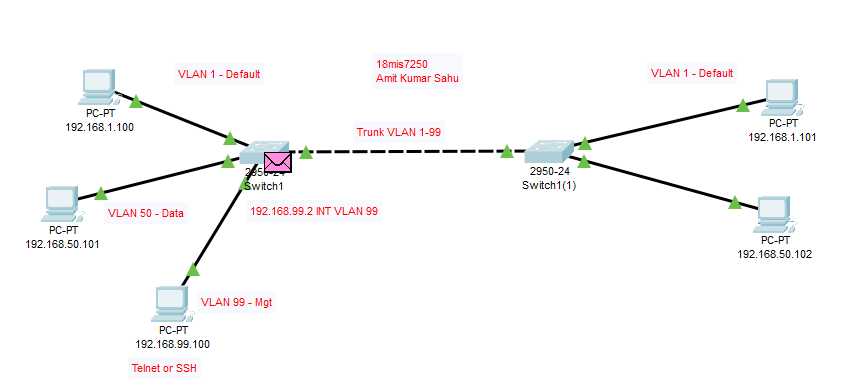 18mis7250
Amit Kumar Sahu
VLAN 1 - Default
VLAN 1 - Default
PC-PT
192.168.1.100
Trunk VLAN 1-99
PC-PT
192.168.1.101
2950-24
Switch1
2950-24
Switch1(1)
PC-PT
192.168.50.101
VLAN 50 - Data
192.168.99.2 INT VLAN 99
PC-PT
192.168.50.102
VLAN 99 - Mgt
PC-PT
192.168.99.100
Telnet or SSH